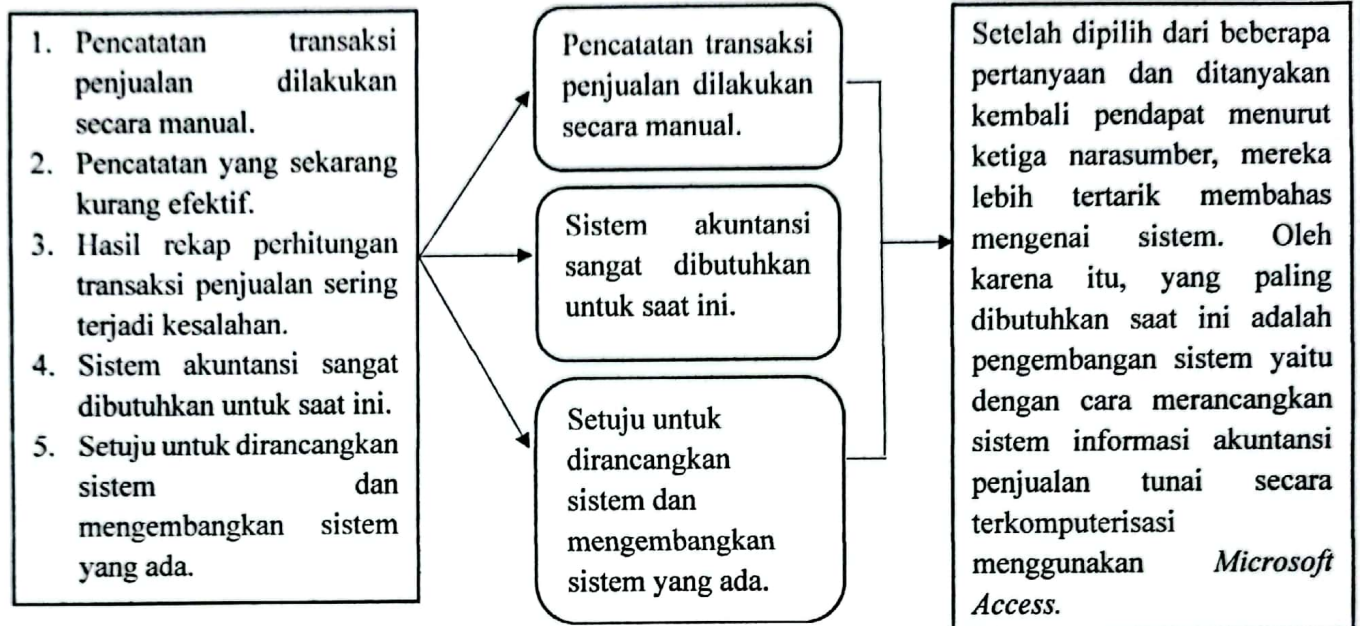 1. Pencatatan transaksi
penjualan dilakukan
secara manual.
2. Pencatatan yang sekarang
kurang efektif.
3. Hasil rekap perhitungan
transaksi penjualan sering
terjadi kesalahan.
4. Sistem akuntansi sangat
dibutuhkan untuk saat ini.
5. Setuju untuk dirancangkan
sistem dan
mengembangkan sistem
yang ada.
Pencatatan transaksi
penjualan dilakukan
secara manual.
Sistem akuntansi
sangat dibutuhkan
untuk saat ini.
Setuju untuk
dirancangkan
sistem dan
mengembangkan
sistem yang ada.
Setelah dipilih dari beberapa
pertanyaan dan ditanyakan
kembali pendapat menurut
ketiga narasumber, mereka
lebih tertarik membahas
mengenai sistem. Oleh
karena itu, yang paling
dibutuhkan saat ini adalah
pengembangan sistem yaitu
dengan cara merancangkan
sistem informasi akuntansi
penjualan tunai secara
terkomputerisasi
menggunakan Microsoft
Access.